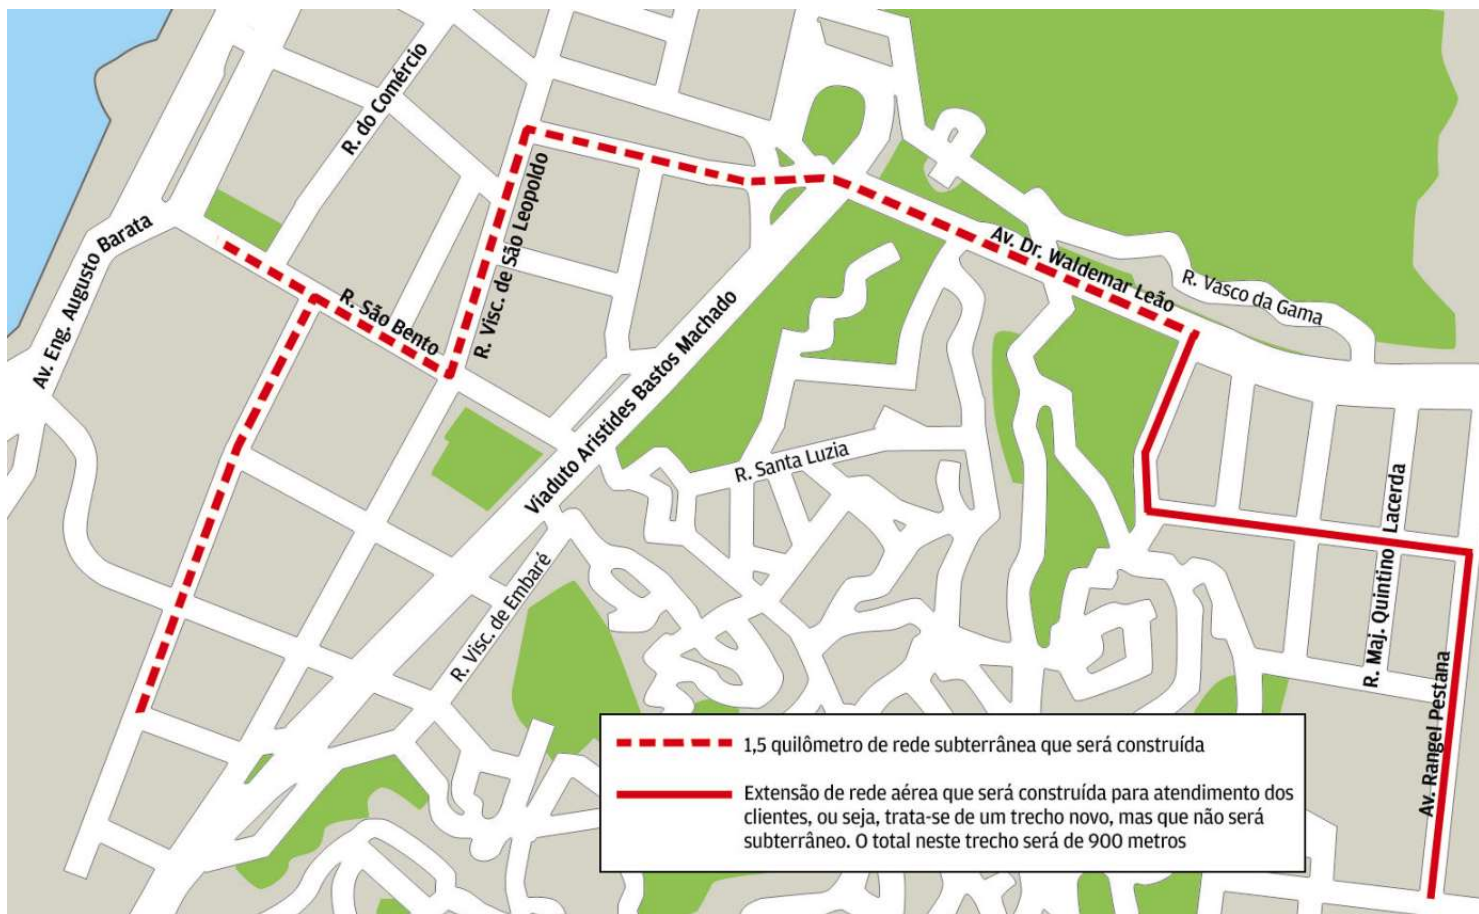 R. do Comércio
Av. Eng. Augusto Barata
R. São Bento
R. Visc. de São Leopoldo
Viaduto Aristides Bastos Machado
Av. Dr. Waldemar Leão
R. Vasco da Gama
R. Santa Luzia
R. Visc. de Embaré
R. Maj. Quintino Lacerda
Av. Rangel Pestana
1,5 quilômetro de rede subterrânea que será construída
Extensão de rede aérea que será construída para atendimento dos
clientes, ou seja, trata-se de um trecho novo, mas que não será
subterrâneo. O total neste trecho será de 900 metros